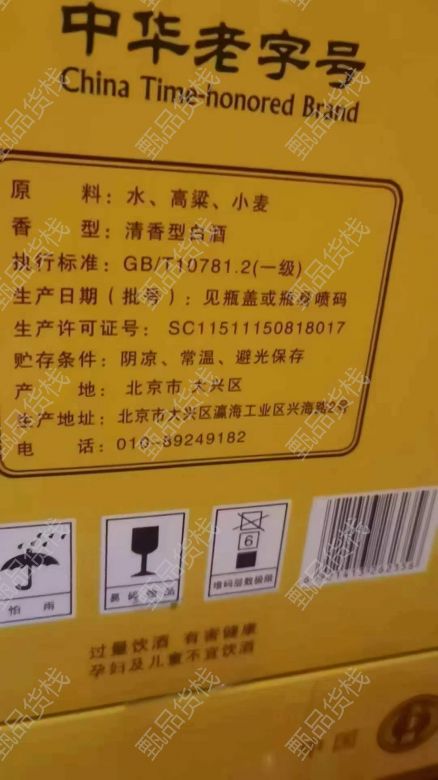 中华老字号
China Time-honored Brand
原　料：水、高粱、小麦
香　型：清香型白酒
执行标准：GB/T10781.2(一级)
生产日期（批号）：见瓶盖或瓶身喷码
生产许可证号：SC11511150818017
贮存条件：阴凉、常温、避光保存
产　地：北京市 大兴区
生产地址：北京市大兴区瀛海工业区兴海路2号
电　话：010-89249182
6
怕 雨
易碎物品
堆码层数极限
过量饮酒 有害健康
孕妇及儿童不宜饮酒
中国
甄品货栈